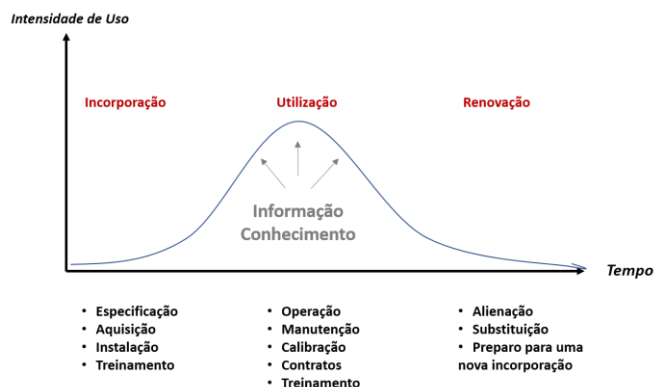 Intensidade de Uso
Incorporação
Utilização
Renovação
Informação
Conhecimento
Tempo
• Especificação
• Aquisição
• Instalação
• Treinamento
• Operação
• Manutenção
• Calibração
• Contratos
• Treinamento
• Alienação
• Substituição
• Preparo para uma
nova incorporação